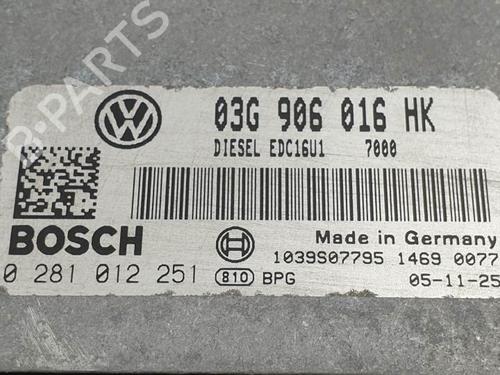 B-PARTS
03G 906 016 HK
DIESEL EDC16U1 7000
BOSCH
Made in Germany
1039S07795 1469 0077
0 281 012 251 810 BPG 05-11-25